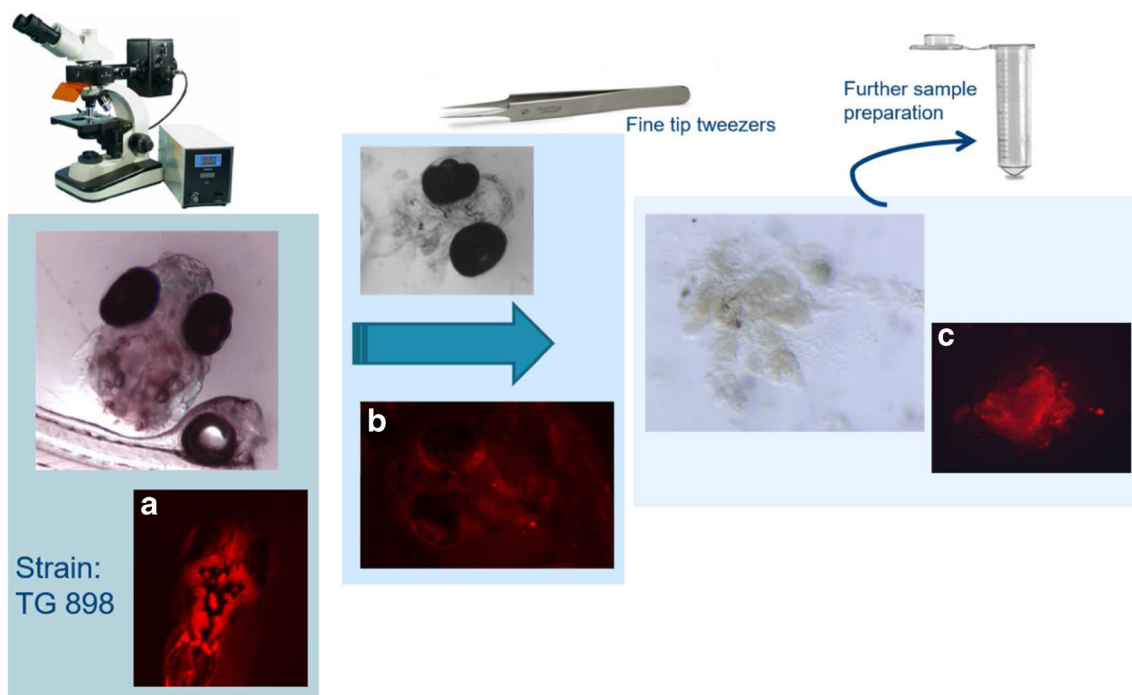 Fine tip tweezers
Further sample
preparation
a
Strain:
TG 898
b
c